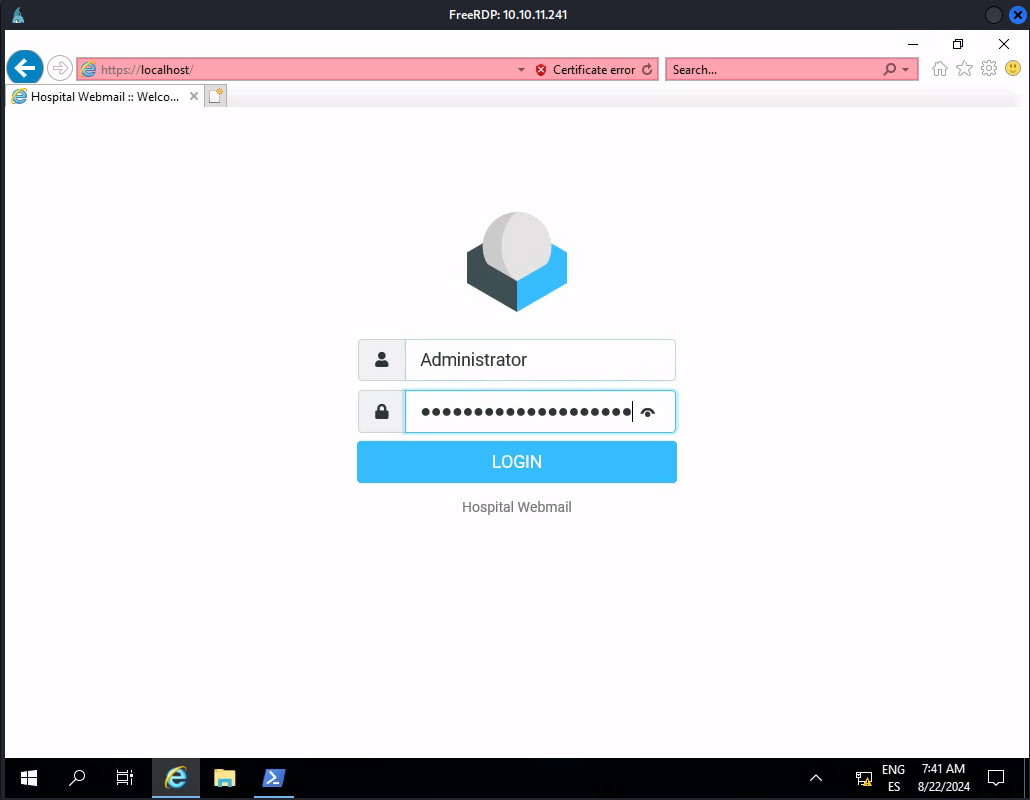 FreeRDP: 10.10.11.241
https://localhost/
Certificate error
Search...
Hospital Webmail :: Welco...
Administrator
●●●●●●●●●●●●●●●●●●●●
LOGIN
Hospital Webmail
ENG
ES
7:41 AM
8/22/2024